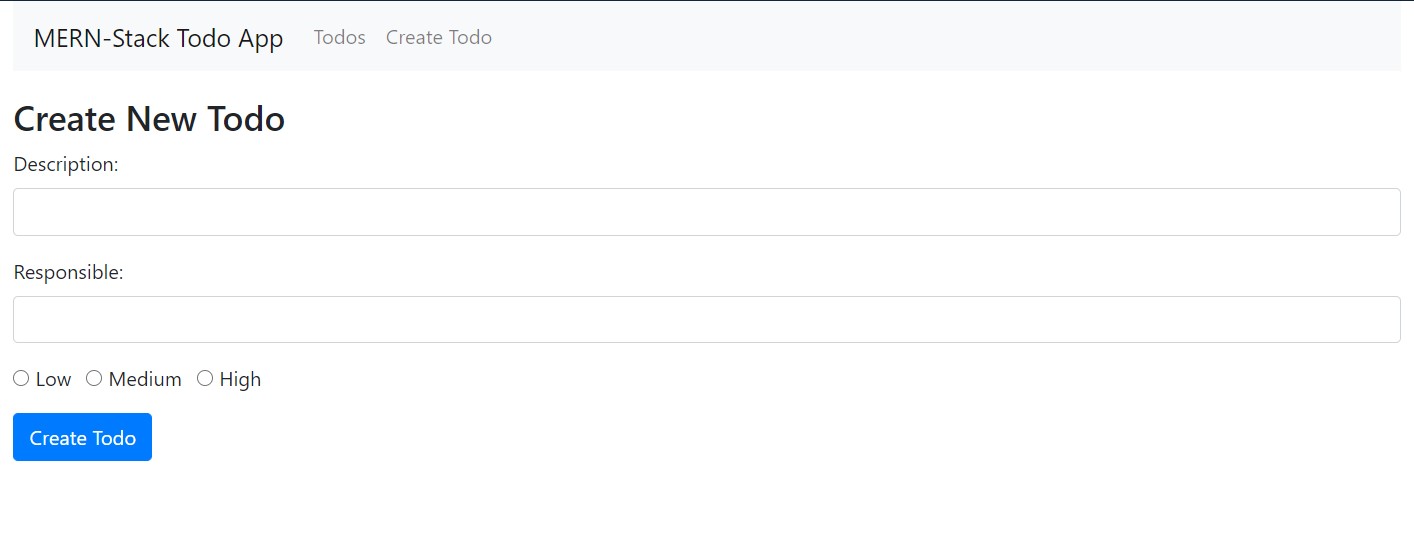 MERN-Stack Todo App Todos Create Todo
Create New Todo
Description:
Responsible:
Low Medium High
Create Todo